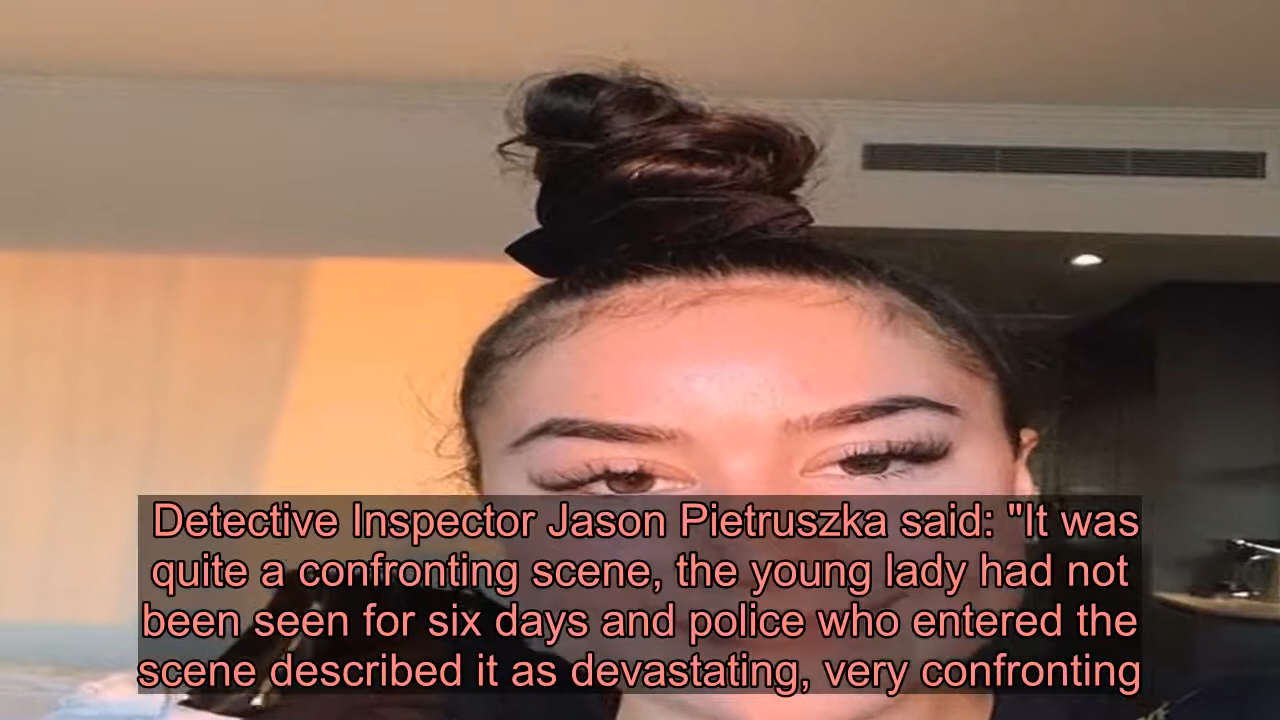 Detective Inspector Jason Pietruszka said: "It was
quite a confronting scene, the young lady had not
been seen for six days and police who entered the
scene described it as devastating, very confronting